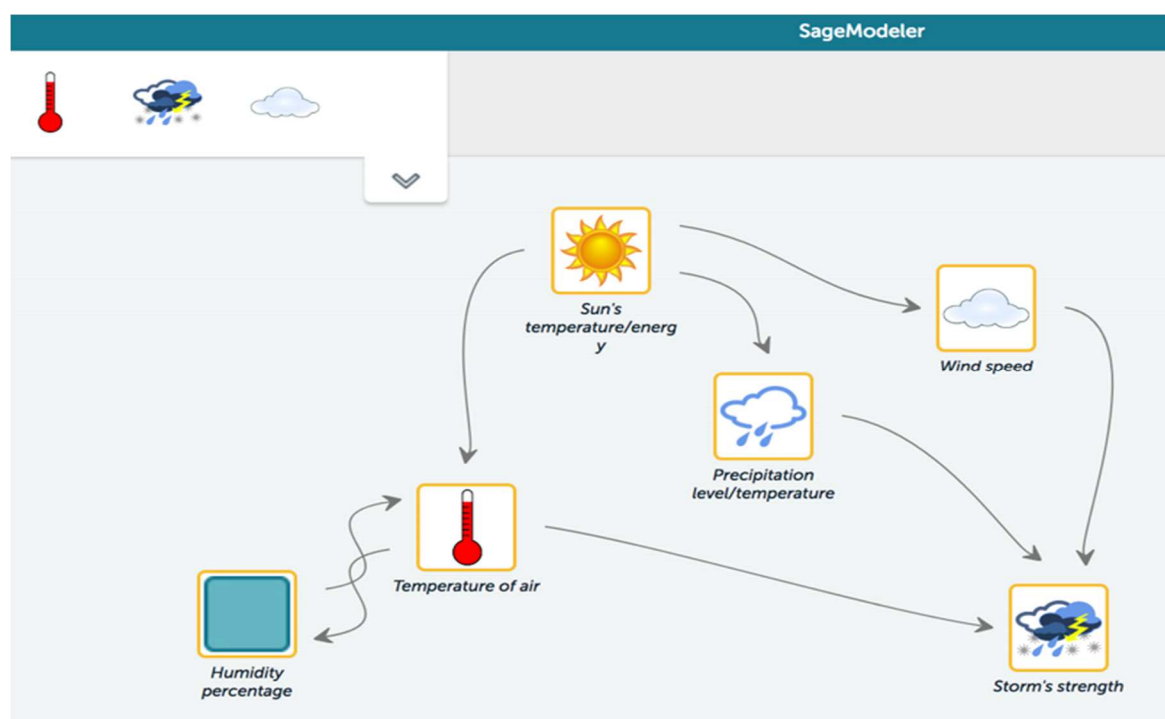 SageModeler
Sun's
temperature/energ
y
Wind speed
Precipitation
level/temperature
Temperature of air
Humidity
percentage
Storm's strength